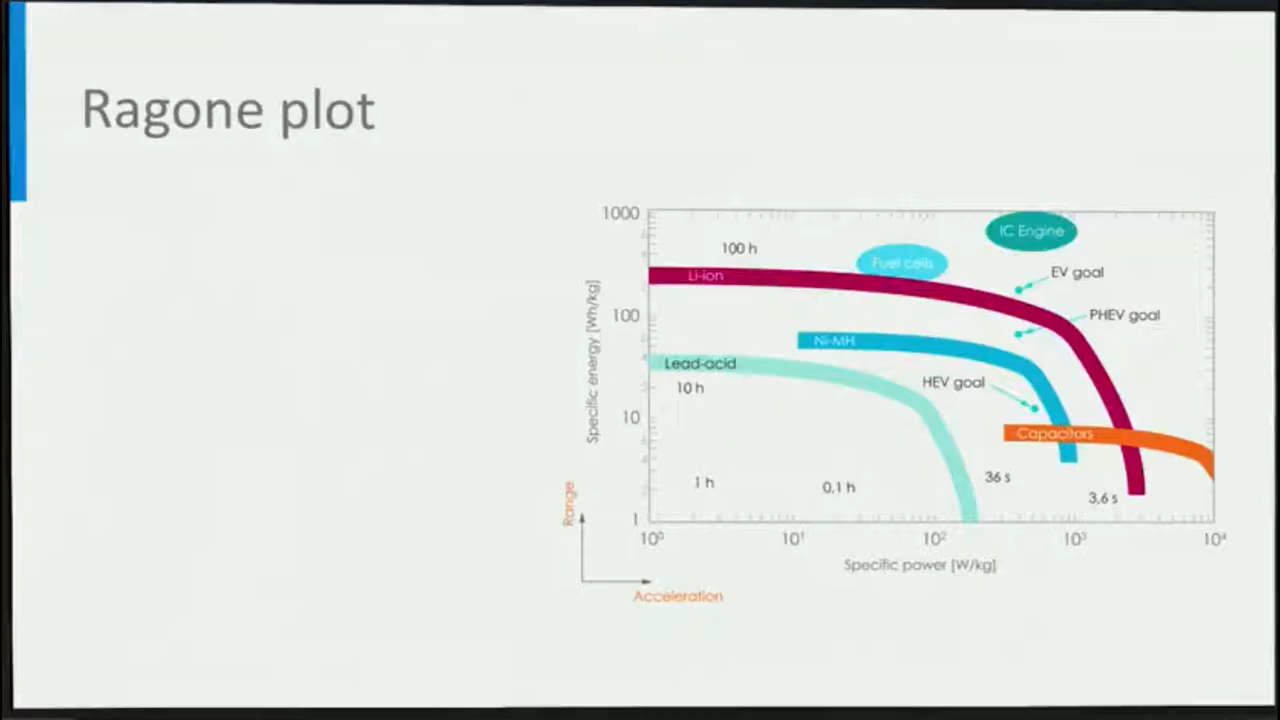 Ragone plot
1000
100
10
1
Specific energy [Wh/kg]
10⁰
10¹
10²
10³
10⁴
Specific power [W/kg]
Range
Acceleration
100 h
Li-ion
Fuel cells
IC Engine
EV goal
PHEV goal
Ni-MH
Lead-acid
10 h
HEV goal
Capacitors
1 h
0,1 h
36 s
3,6 s